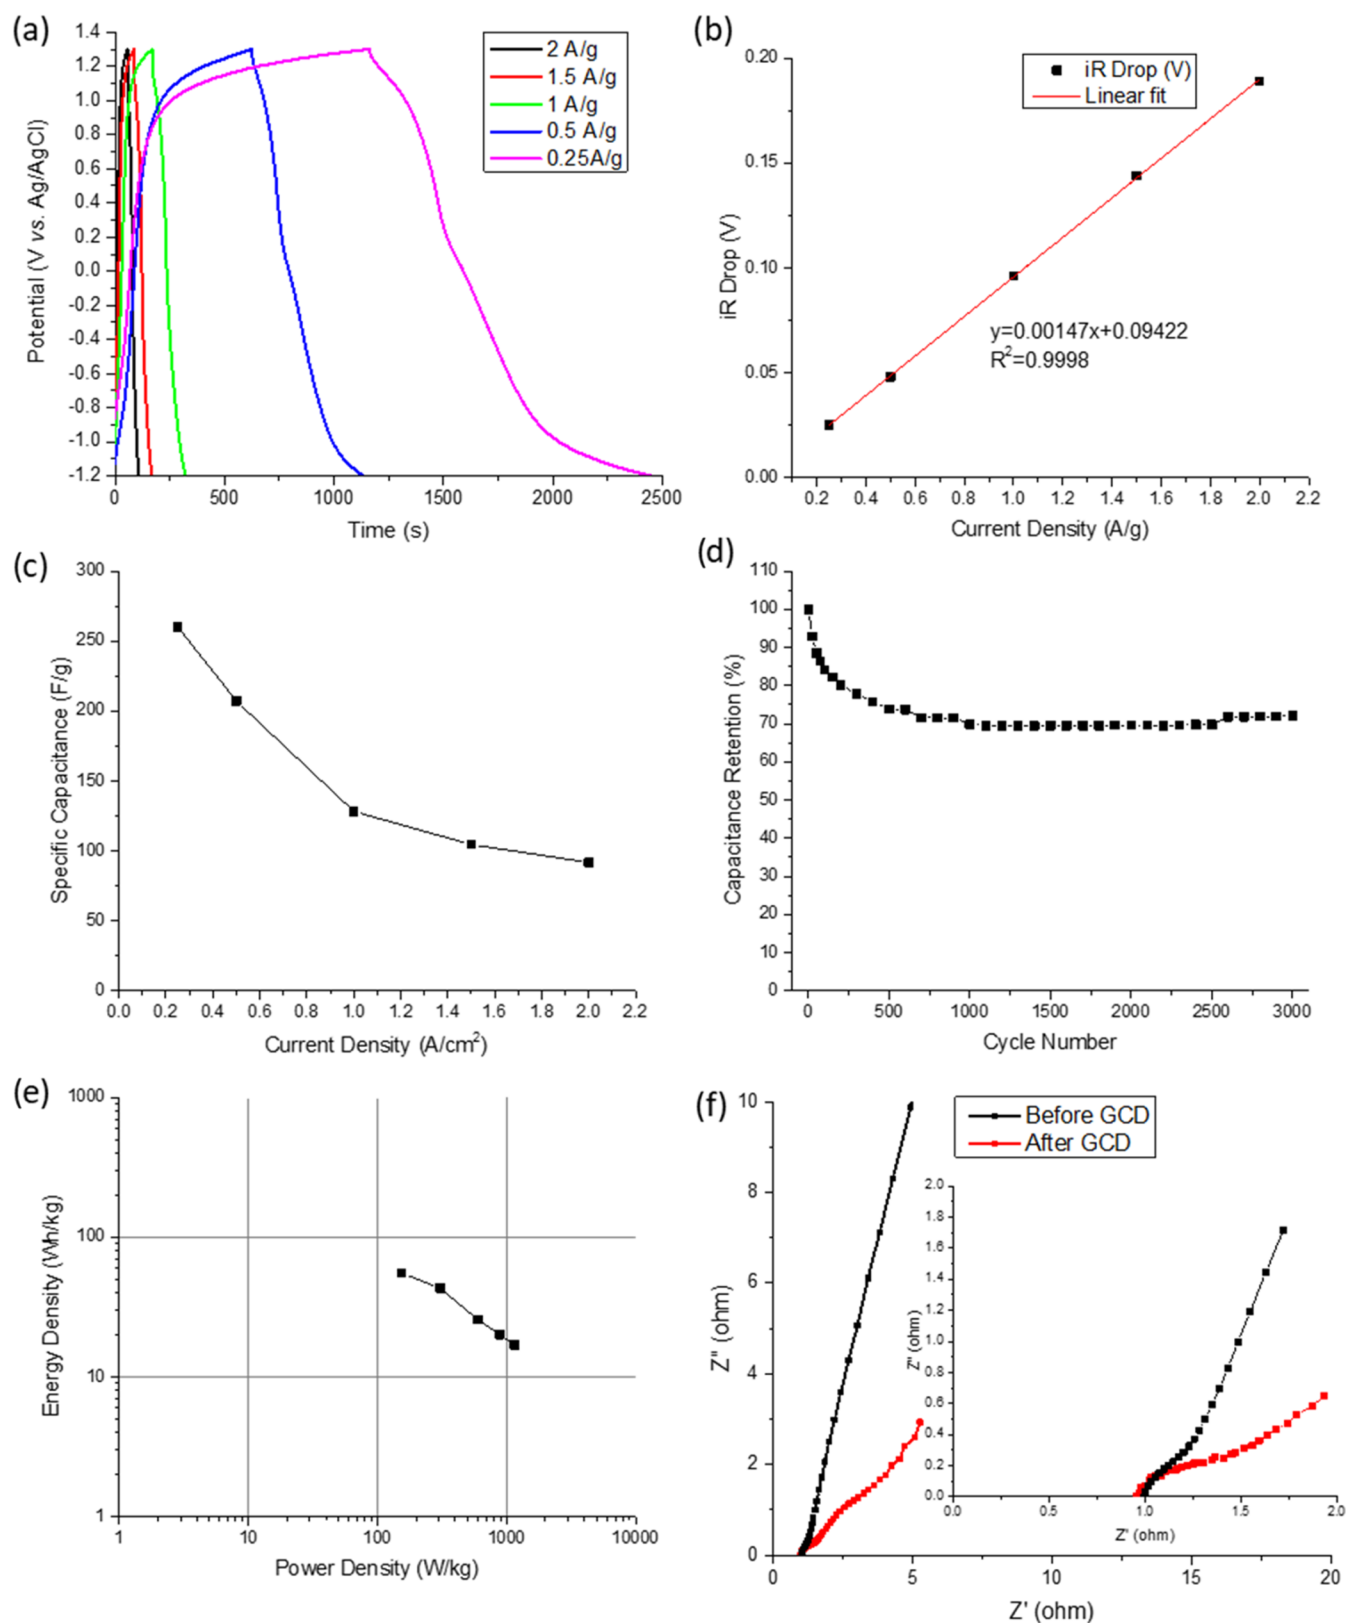 (a)
1.4
1.2
1.0
0.8
0.6
0.4
0.2
0.0
-0.2
-0.4
-0.6
-0.8
-1.0
-1.2
Potential (V vs. Ag/AgCl)
2 A/g
1.5 A/g
1 A/g
0.5 A/g
0.25A/g
0 500 1000 1500 2000 2500
Time (s)
(b)
0.20
0.15
0.10
0.05
0.00
iR Drop (V)
iR Drop (V)
Linear fit
y=0.00147x+0.09422
R²=0.9998
0.2 0.4 0.6 0.8 1.0 1.2 1.4 1.6 1.8 2.0 2.2
Current Density (A/g)
(c)
300
250
200
150
100
50
0
Specific Capacitance (F/g)
0.0 0.2 0.4 0.6 0.8 1.0 1.2 1.4 1.6 1.8 2.0 2.2
Current Density (A/cm²)
(d)
110
100
90
80
70
60
50
40
30
20
10
0
Capacitance Retention (%)
0 500 1000 1500 2000 2500 3000
Cycle Number
(e)
1000
100
10
1
Energy Density (Wh/kg)
1 10 100 1000 10000
Power Density (W/kg)
(f)
10
8
6
4
2
0
Z" (ohm)
Before GCD
After GCD
2.0
1.8
1.6
1.4
1.2
1.0
0.8
0.6
0.4
0.2
0.0
Z" (ohm)
0.0 0.5 1.0 1.5 2.0
Z' (ohm)
0 5 10 15 20
Z' (ohm)